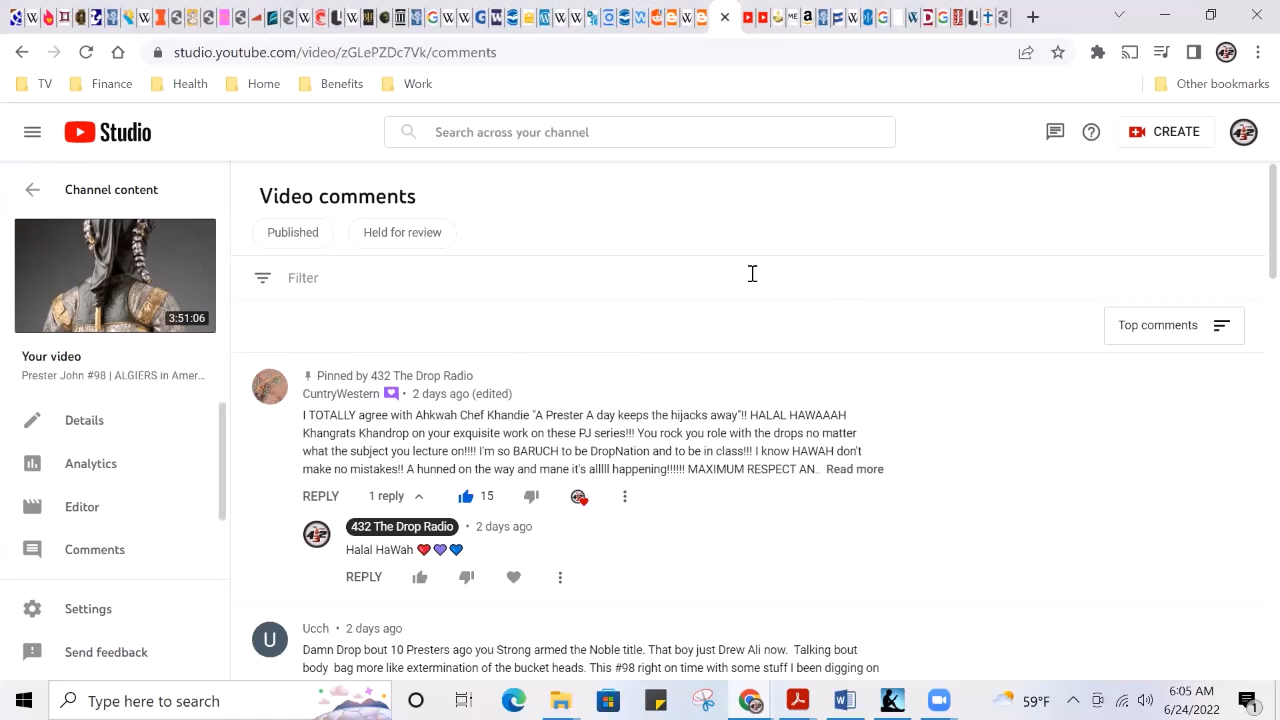 studio.youtube.com/video/zGLePZDc7Vk/comments
TV
Finance
Health
Home
Benefits
Work
Other bookmarks
Studio
Search across your channel
CREATE
Channel content
3:51:06
Your video
Prester John #98 | ALGIERS in Amer...
Details
Analytics
Editor
Comments
Settings
Send feedback
Video comments
Published
Held for review
Filter
Top comments
Pinned by 432 The Drop Radio
CuntryWestern • 2 days ago (edited)
I TOTALLY agree with Ahkwah Chef Khandie "A Prester A day keeps the hijacks away"!! HALAL HAWAAAH
Khangrats Khandrop on your exquisite work on these PJ series!!! You rock you role with the drops no matter
what the subject you lecture on!!!! I'm so BARUCH to be DropNation and to be in class!!! I know HAWAH don't
make no mistakes!! A hunned on the way and mane it's alllll happening!!!!!! MAXIMUM RESPECT AN... Read more
REPLY
1 reply
15
432 The Drop Radio • 2 days ago
Halal HaWah ❤️💜💙
REPLY
U
Ucch • 2 days ago
Damn Drop bout 10 Presters ago you Strong armed the Noble title. That boy just Drew Ali now. Talking bout
body bag more like extermination of the bucket heads. This #98 right on time with some stuff I been digging on
Type here to search
59°F
6:05 AM
6/24/2022
1